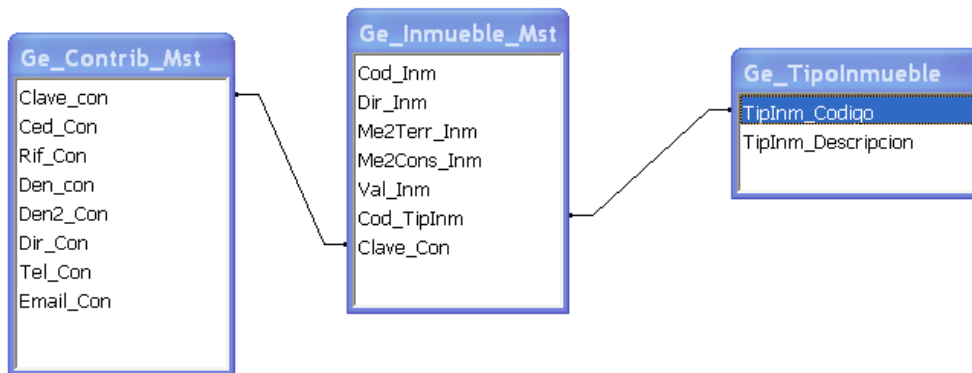 Ge_Contrib_Mst
Clave_con
Ced_Con
Rif_Con
Den_con
Den2_Con
Dir_Con
Tel_Con
Email_Con
Ge_Inmueble_Mst
Cod_Inm
Dir_Inm
Me2Terr_Inm
Me2Cons_Inm
Val_Inm
Cod_TipInm
Clave_Con
Ge_TipoInmueble
TipInm_Codigo
TipInm_Descripcion